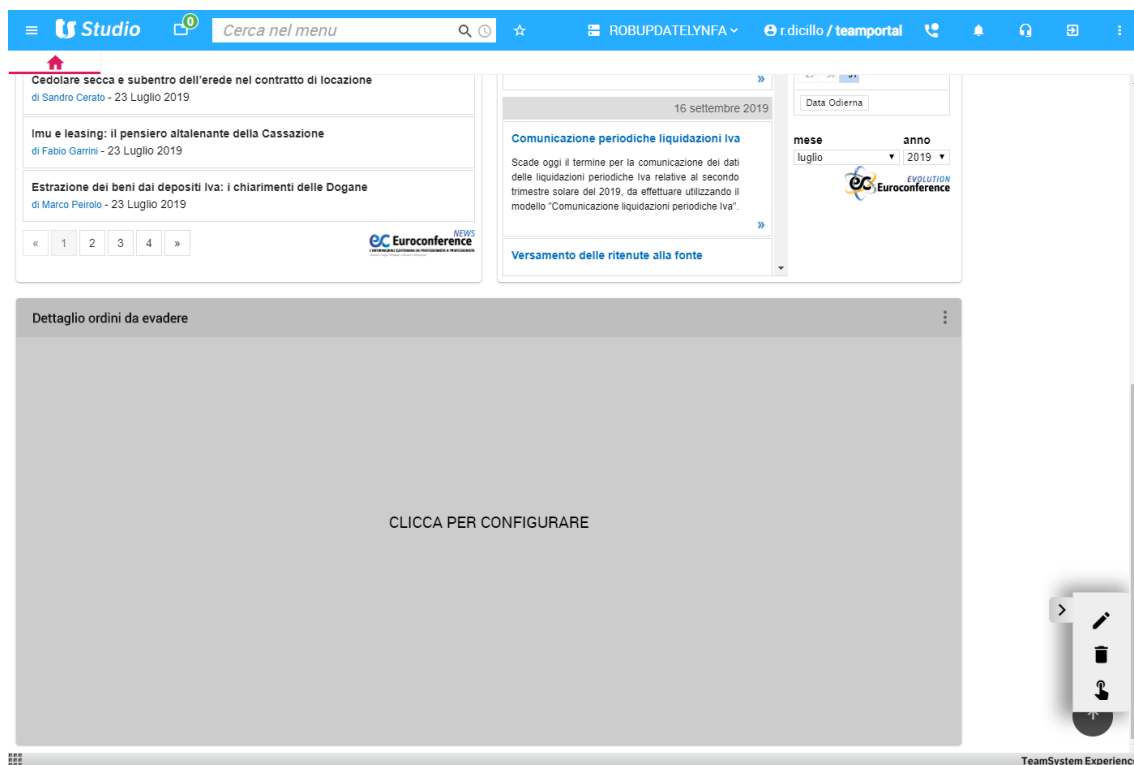 TS Studio
0
Cerca nel menu
ROBUPDATELYNFA
r.dicillo / teamportal
Cedolare secca e subentro dell'erede nel contratto di locazione
di Sandro Cerato - 23 Luglio 2019
Imu e leasing: il pensiero altalenante della Cassazione
di Fabio Garrini - 23 Luglio 2019
Estrazione dei beni dai depositi Iva: i chiarimenti delle Dogane
di Marco Peirolo - 23 Luglio 2019
« 1 2 3 4 »
ec Euroconference NEWS
»
16 settembre 2019
Comunicazione periodiche liquidazioni Iva
Scade oggi il termine per la comunicazione dei dati
delle liquidazioni periodiche Iva relative al secondo
trimestre solare del 2019, da effettuare utilizzando il
modello "Comunicazione liquidazioni periodiche Iva".
»
Versamento delle ritenute alla fonte
Data Odierna
mese anno
luglio 2019
ec Euroconference EVOLUTION
Dettaglio ordini da evadere
CLICCA PER CONFIGURARE
TeamSystem Experience